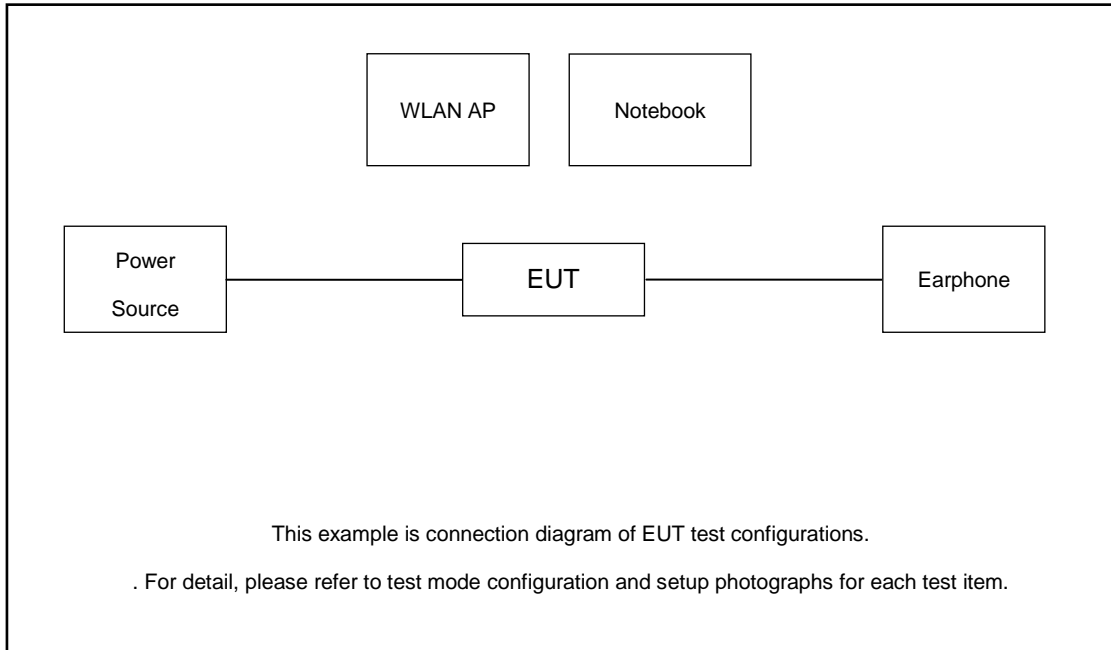 WLAN AP
Notebook
Power
Source
EUT
Earphone
This example is connection diagram of EUT test configurations.
. For detail, please refer to test mode configuration and setup photographs for each test item.